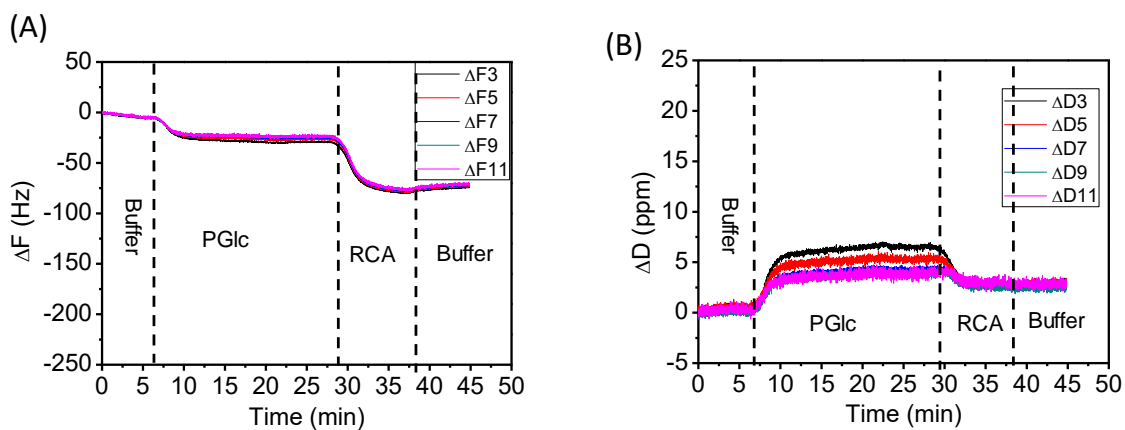 (A)
50
0
-50
-100
-150
-200
-250
ΔF (Hz)
0 5 10 15 20 25 30 35 40 45 50
Time (min)
ΔF3
ΔF5
ΔF7
ΔF9
ΔF11
Buffer
PGlc
RCA
Buffer
(B)
25
20
15
10
5
0
-5
ΔD (ppm)
0 5 10 15 20 25 30 35 40 45 50
Time (min)
ΔD3
ΔD5
ΔD7
ΔD9
ΔD11
Buffer
PGlc
RCA
Buffer